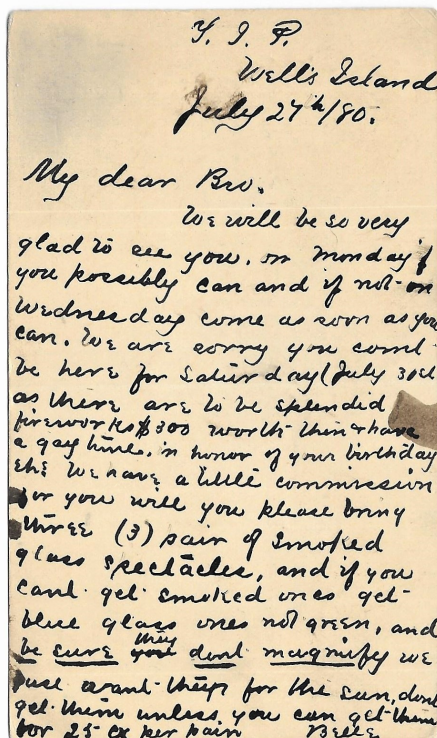 T. I. P.
Wells Island
July 27th/80.
My dear Bro.
We will be so very
glad to see you, on Monday if
you possibly can and if not on
Wednesday come as soon as you
can. We are sorry you cant
be here for Saturday (July 30th
as there are to be splendid
fireworks $300 worth then & have
a gay time, in honor of your birthday
We have a little commission
for you will you please bring
three (3) pair of smoked
glass spectacles, and if you
cant get smoked ones get
blue glass ones not green, and
be sure they dont magnify we
just want them for the sun, dont
get them unless you can get them
for 25 cts per pair Belle